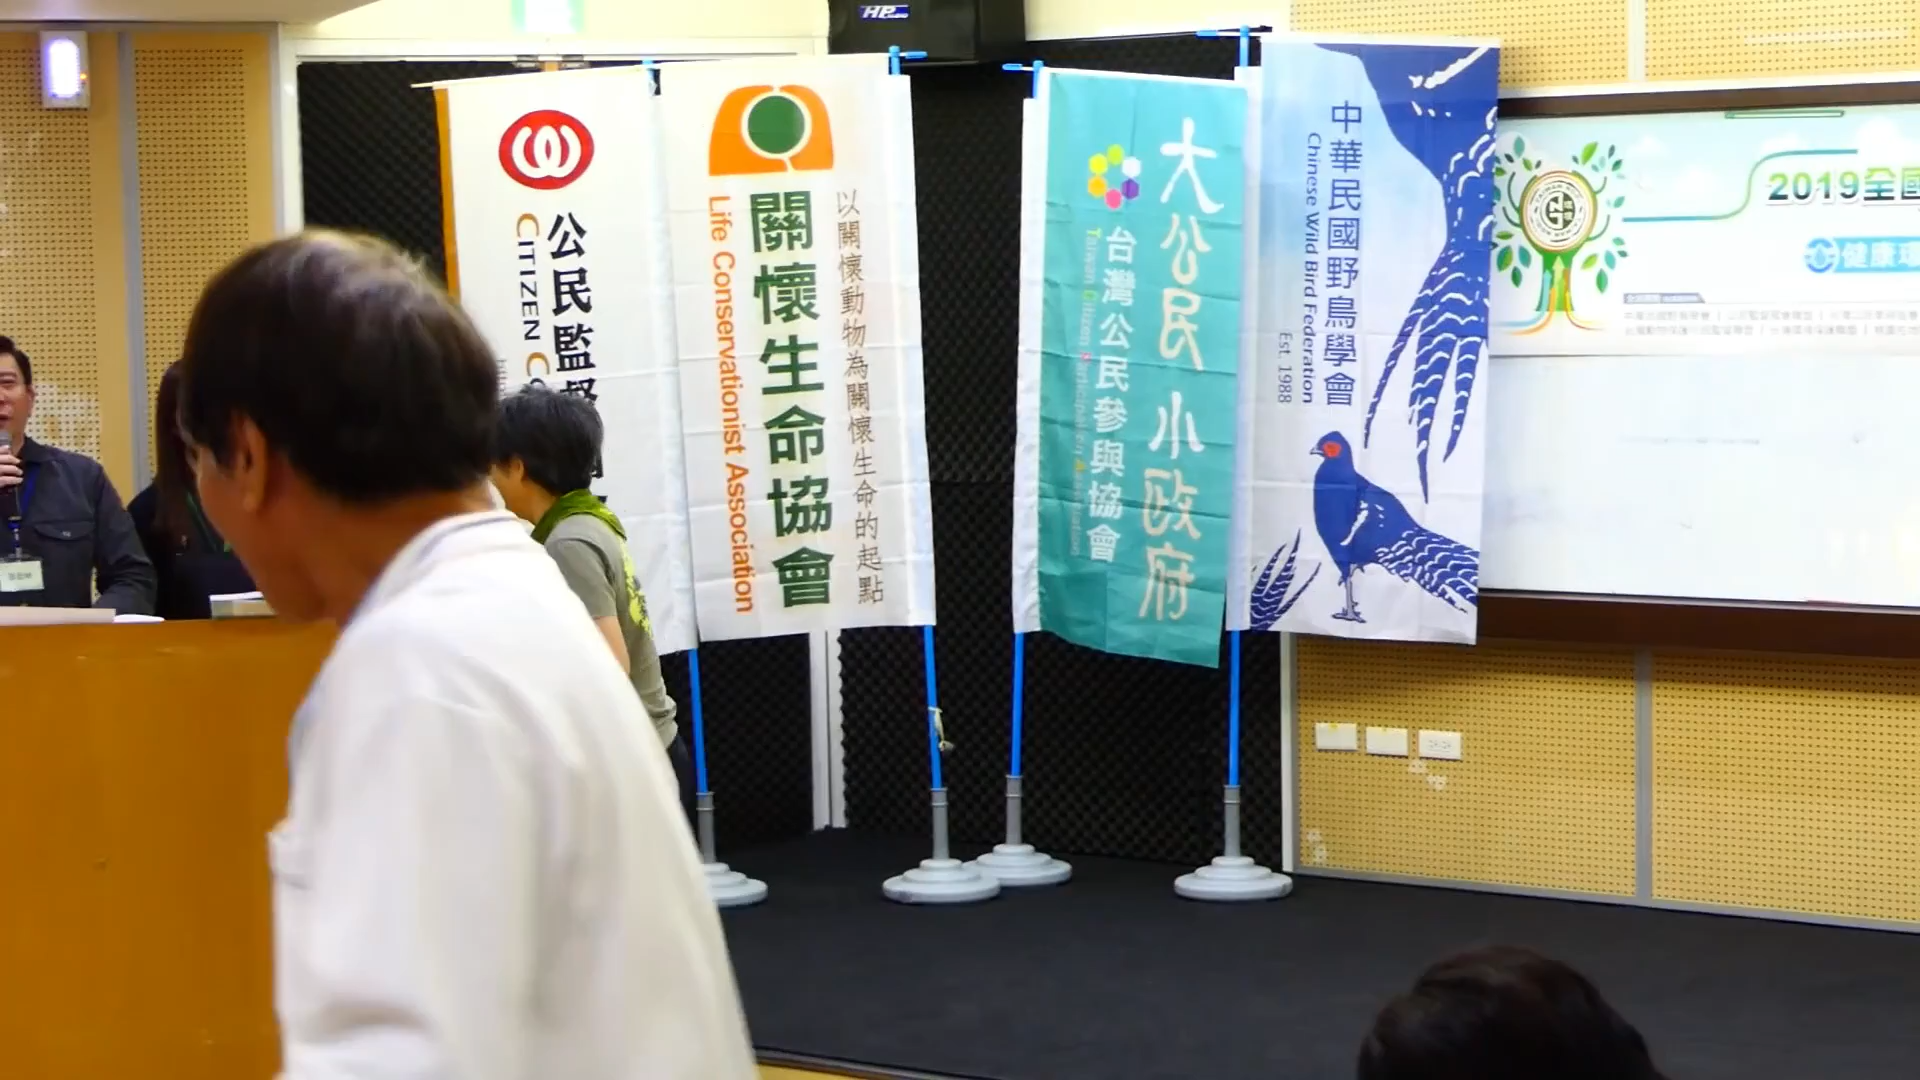 HP AUDIO
公民監督
CITIZEN CO
關懷生命協會
Life Conservationist Association
以關懷動物為關懷生命的起點
大公民 小政府
台灣公民參與協會
Taiwan Citizen Participation Association
中華民國野鳥學會
Chinese Wild Bird Federation
Est. 1988
2019全國
健康環